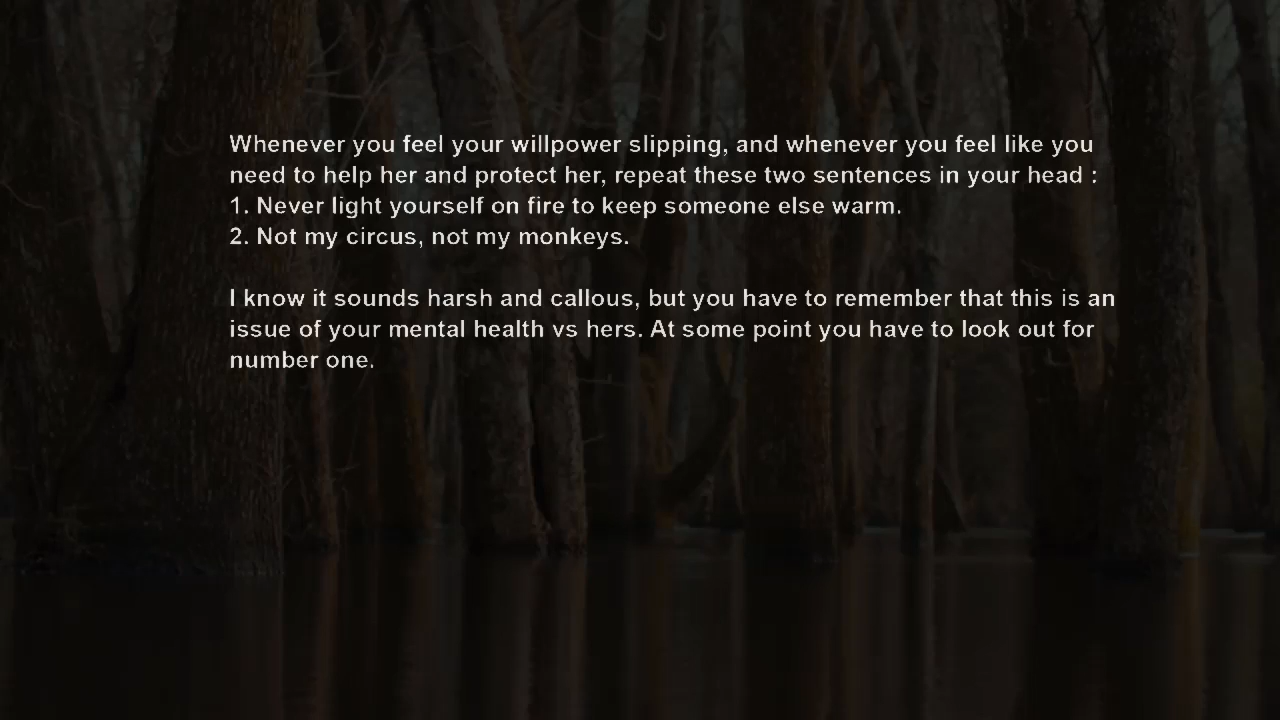 Whenever you feel your willpower slipping, and whenever you feel like you
need to help her and protect her, repeat these two sentences in your head :
1. Never light yourself on fire to keep someone else warm.
2. Not my circus, not my monkeys.
I know it sounds harsh and callous, but you have to remember that this is an
issue of your mental health vs hers. At some point you have to look out for
number one.